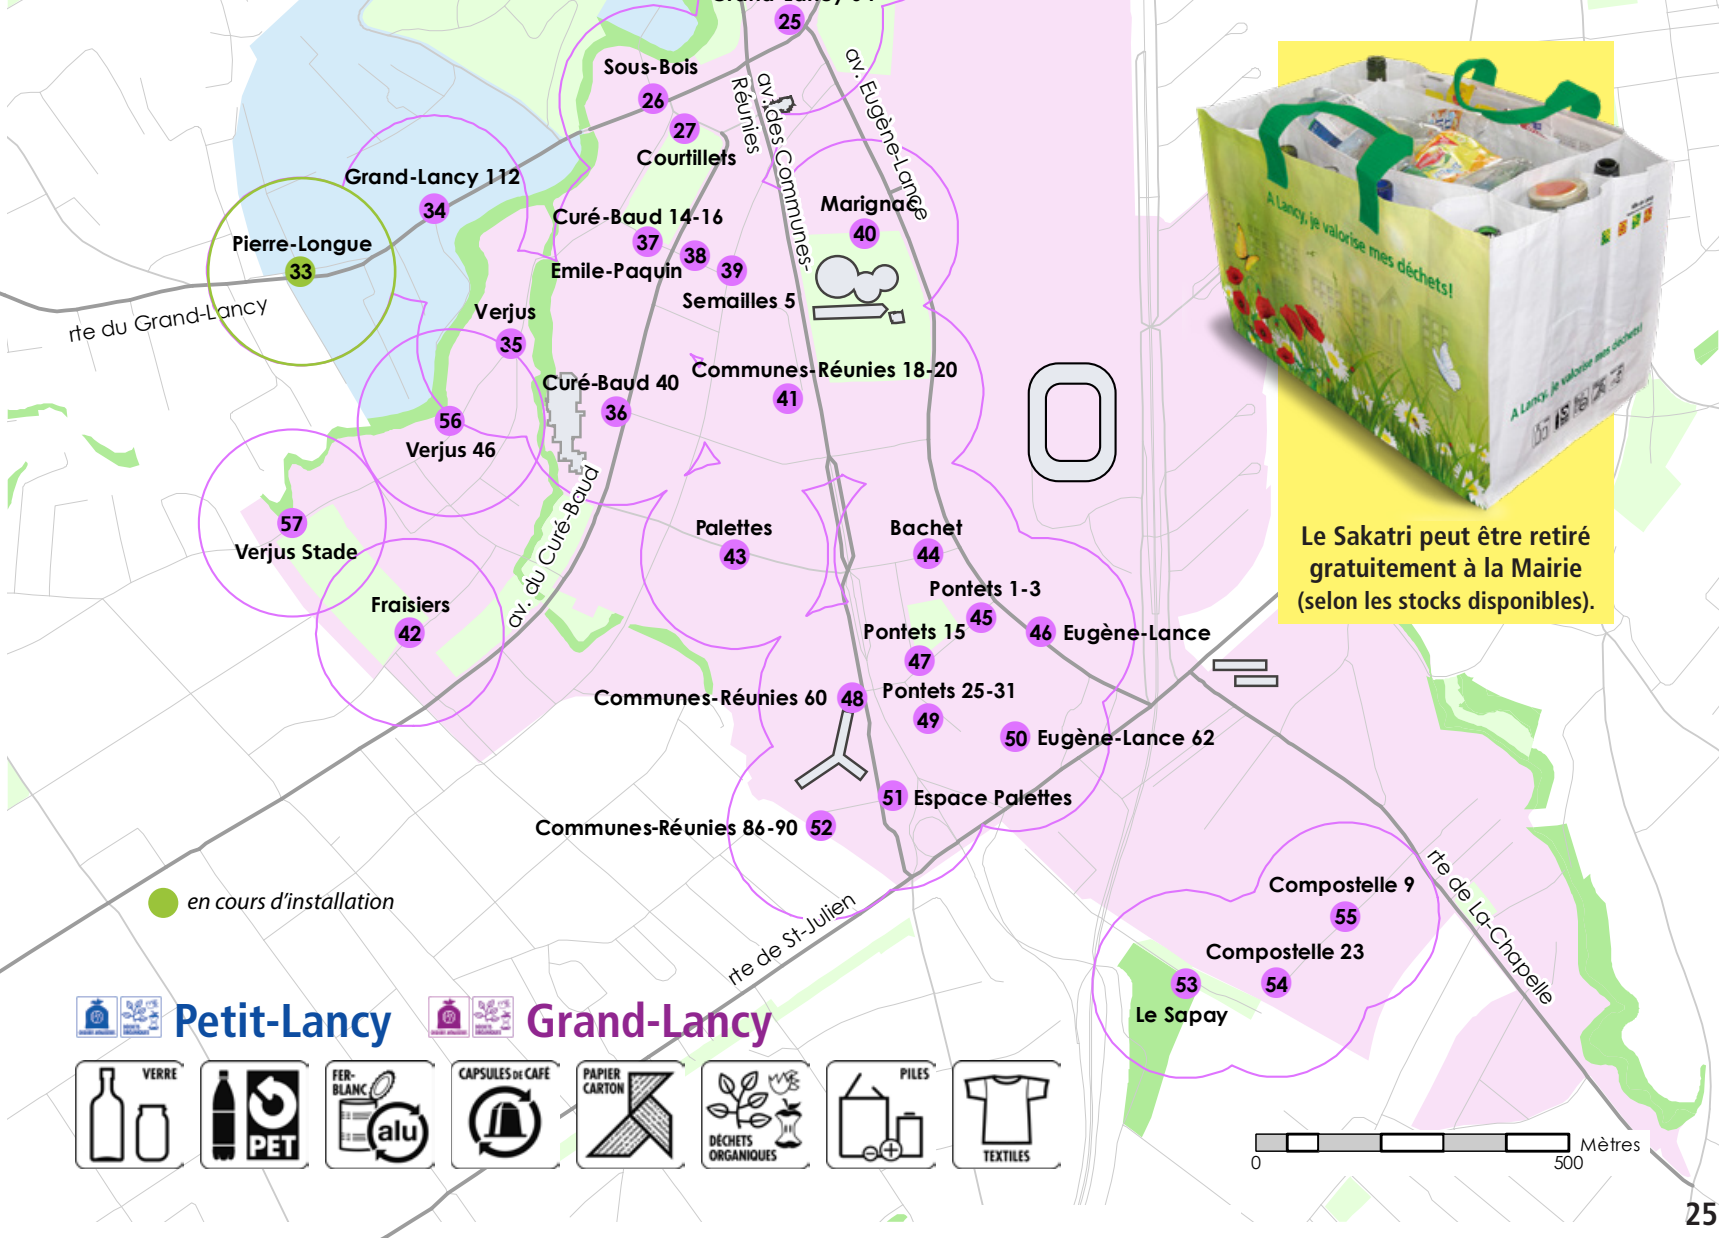 25
Sous-Bois
26
27
Courtillets
av. des Communes-
Réunies
av. Eugène-Lance
Grand-Lancy 112
34
Pierre-Longue
33
rte du Grand-Lancy
Curé-Baud 14-16
37
38
Emile-Paquin
39
Semailles 5
Marignac
40
Verjus
35
Curé-Baud 40
36
Communes-Réunies 18-20
41
56
Verjus 46
57
Verjus Stade
av. du Curé-Baud
Fraisiers
42
Palettes
43
Bachet
44
Pontets 1-3
45
46 Eugène-Lance
Pontets 15
47
Communes-Réunies 60 48
Pontets 25-31
49
50 Eugène-Lance 62
51 Espace Palettes
Communes-Réunies 86-90 52
rte de St-Julien
rte de La-Chapelle
Compostelle 9
55
Compostelle 23
54
53
Le Sapay
A Lancy, je valorise mes déchets!
A Lancy, je valorise mes déchets!
Le Sakatri peut être retiré
gratuitement à la Mairie
(selon les stocks disponibles).
en cours d'installation
Petit-Lancy
Grand-Lancy
VERRE
PET
FER-
BLANC
alu
CAPSULES DE CAFÉ
PAPIER
CARTON
DÉCHETS
ORGANIQUES
PILES
TEXTILES
0 500 Mètres
25